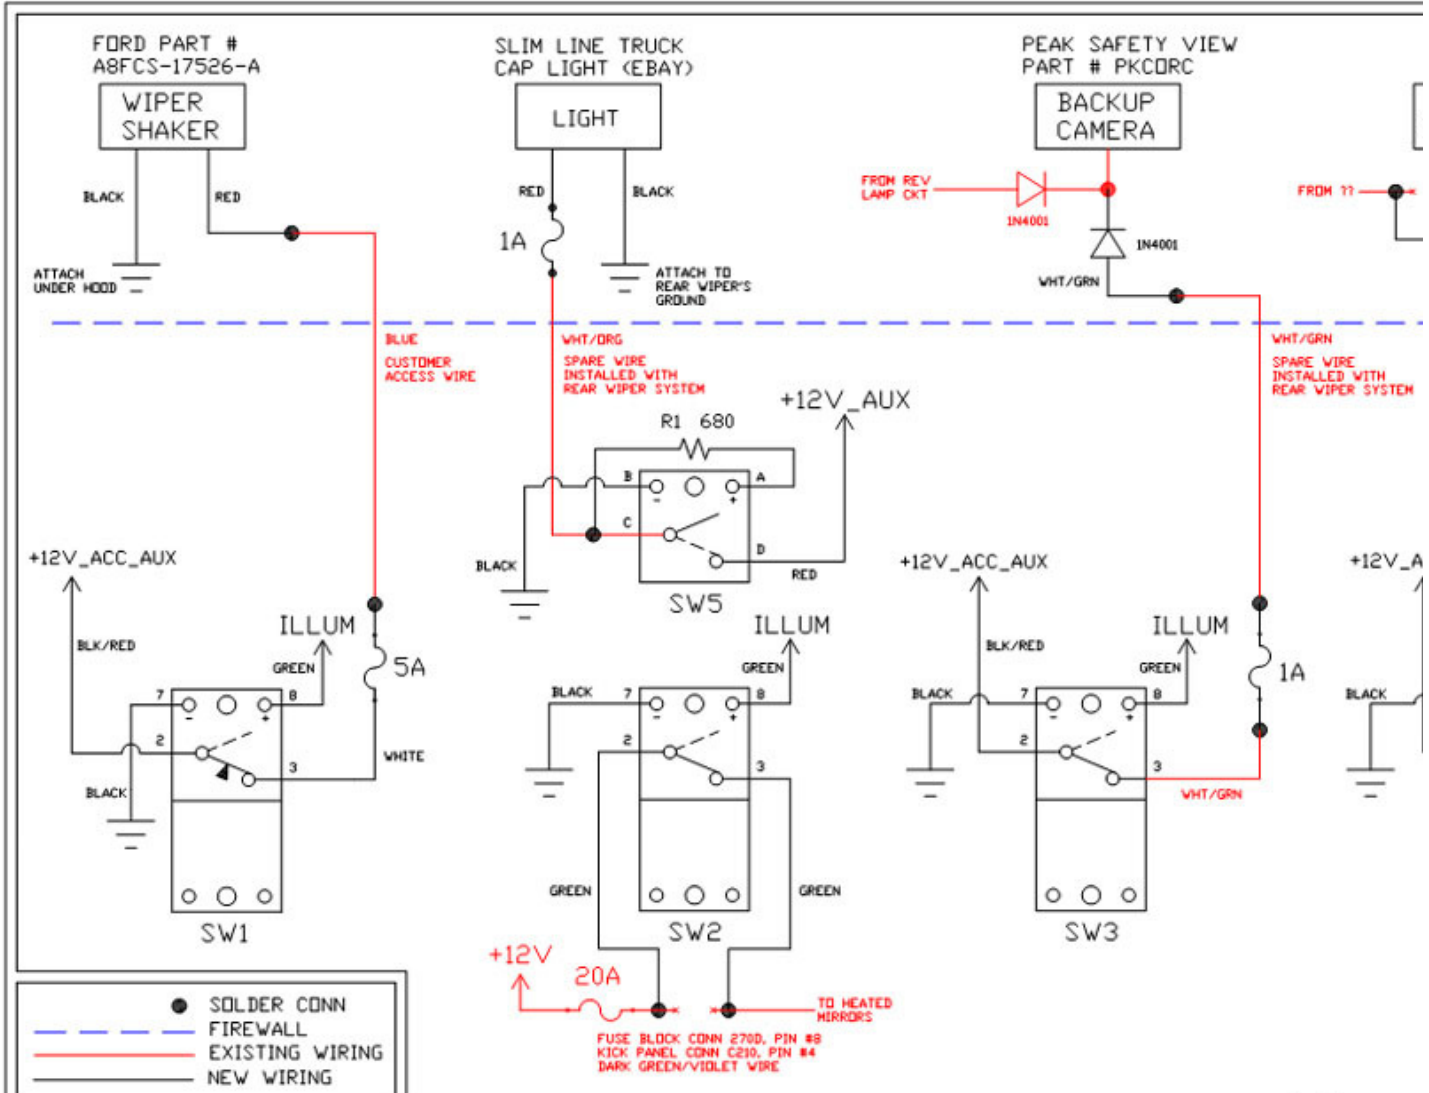 FORD PART #
A8FCS-17526-A
WIPER
SHAKER
BLACK
RED
ATTACH
UNDER HOOD
SLIM LINE TRUCK
CAP LIGHT (EBAY)
LIGHT
RED
BLACK
1A
ATTACH TO
REAR WIPER'S
GROUND
PEAK SAFETY VIEW
PART # PKCORC
BACKUP
CAMERA
FROM REV
LAMP CKT
1N4001
1N4001
WHT/GRN
FROM ??
BLUE
CUSTOMER
ACCESS WIRE
WHT/ORG
SPARE WIRE
INSTALLED WITH
REAR WIPER SYSTEM
WHT/GRN
SPARE WIRE
INSTALLED WITH
REAR WIPER SYSTEM
+12V_AUX
R1 680
B
A
-
+
C
D
BLACK
RED
SW5
+12V_ACC_AUX
BLK/RED
ILLUM
GREEN
5A
7
8
-
+
2
3
WHITE
BLACK
SW1
ILLUM
GREEN
BLACK
7
8
-
+
2
3
GREEN
GREEN
SW2
+12V
20A
TO HEATED
MIRRORS
FUSE BLOCK CONN 270D, PIN #8
KICK PANEL CONN C210, PIN #4
DARK GREEN/VIOLET WIRE
+12V_ACC_AUX
BLK/RED
ILLUM
GREEN
1A
BLACK
7
8
-
+
2
3
WHT/GRN
SW3
+12V_A
BLACK
SOLDER CONN
FIREWALL
EXISTING WIRING
NEW WIRING